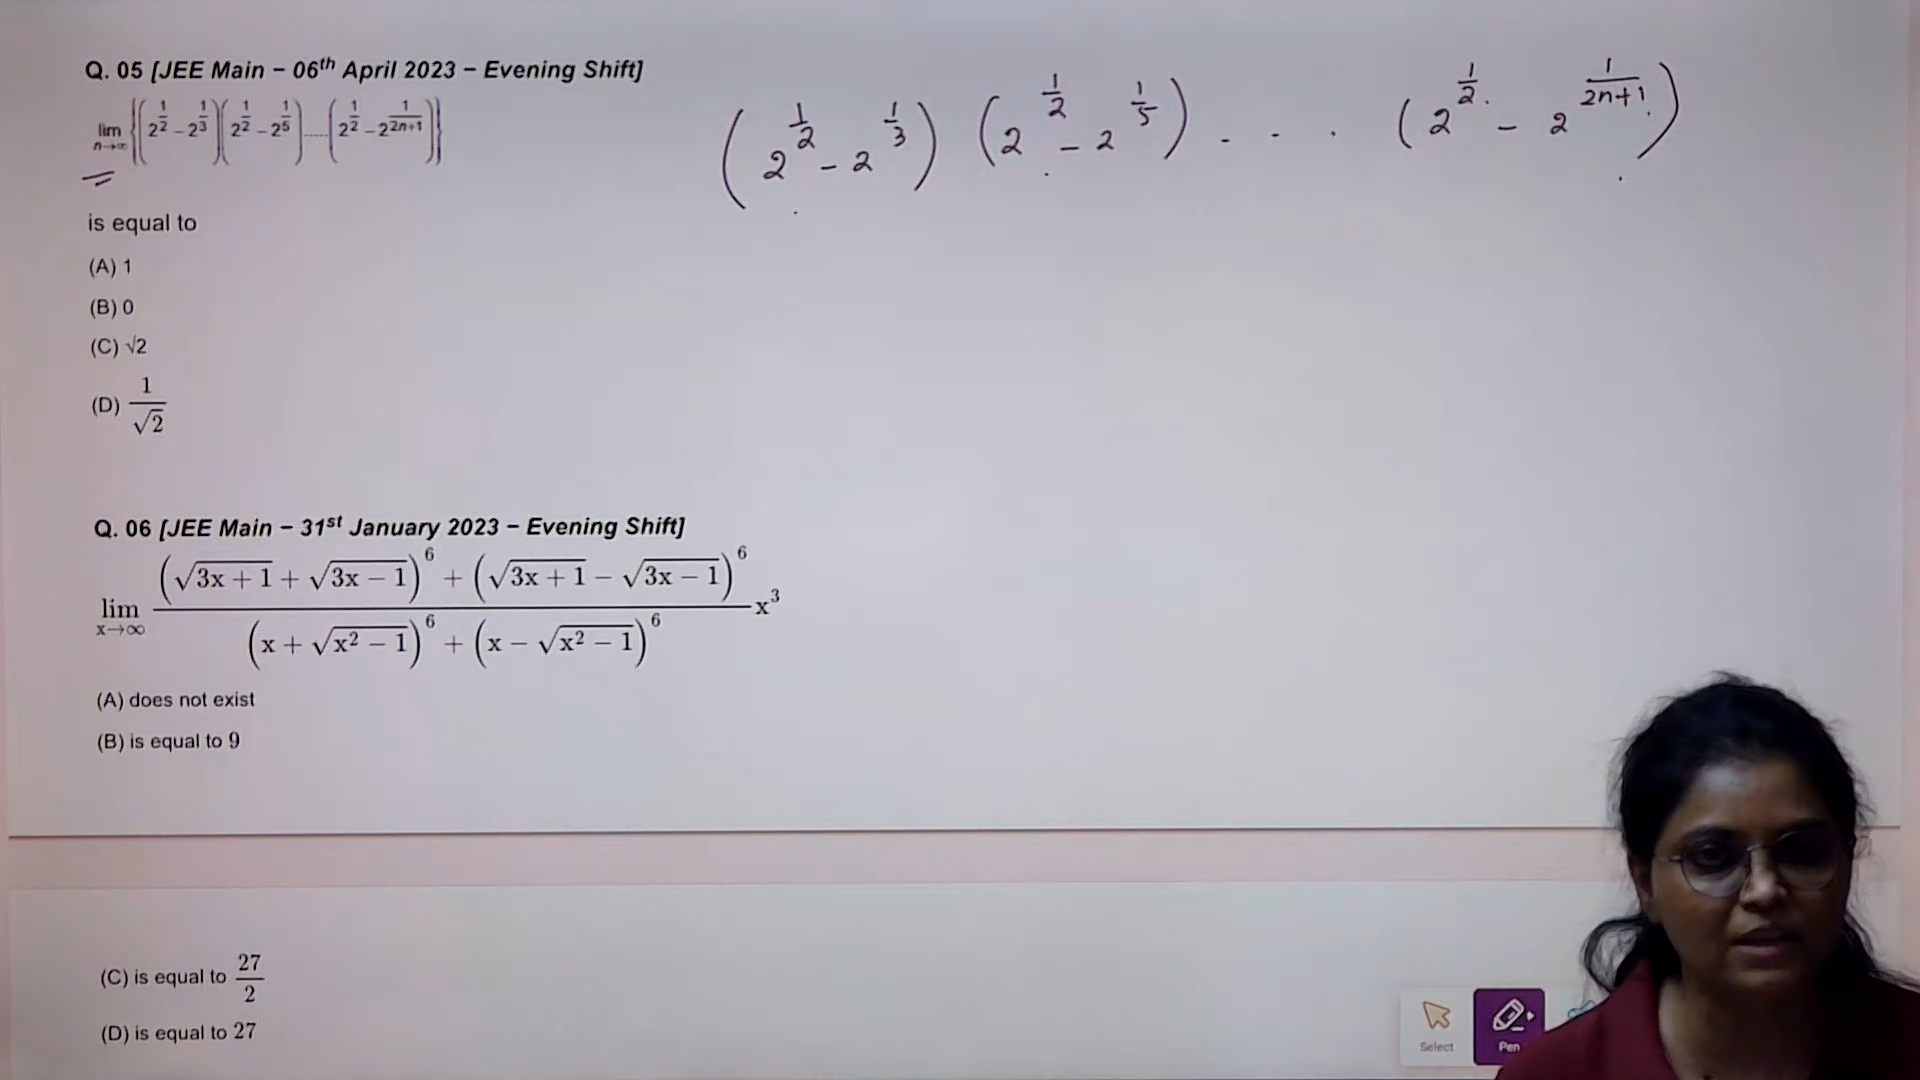 Q. 05 [JEE Main – 06th April 2023 – Evening Shift]
lim n→∞ {(2^(1/2) – 2^(1/3))(2^(1/2) – 2^(1/5)).....(2^(1/2) – 2^(1/(2n+1)))}
(2^(1/2) – 2^(1/3)) (2^(1/2) – 2^(1/5)) . . . (2^(1/2) – 2^(1/(2n+1)))
is equal to
(A) 1
(B) 0
(C) √2
(D) 1/√2
Q. 06 [JEE Main – 31st January 2023 – Evening Shift]
lim x→∞ ((√(3x + 1) + √(3x – 1))^6 + (√(3x + 1) – √(3x – 1))^6) / ((x + √(x² – 1))^6 + (x – √(x² – 1))^6) x³
(A) does not exist
(B) is equal to 9
(C) is equal to 27/2
(D) is equal to 27
Select
Pen